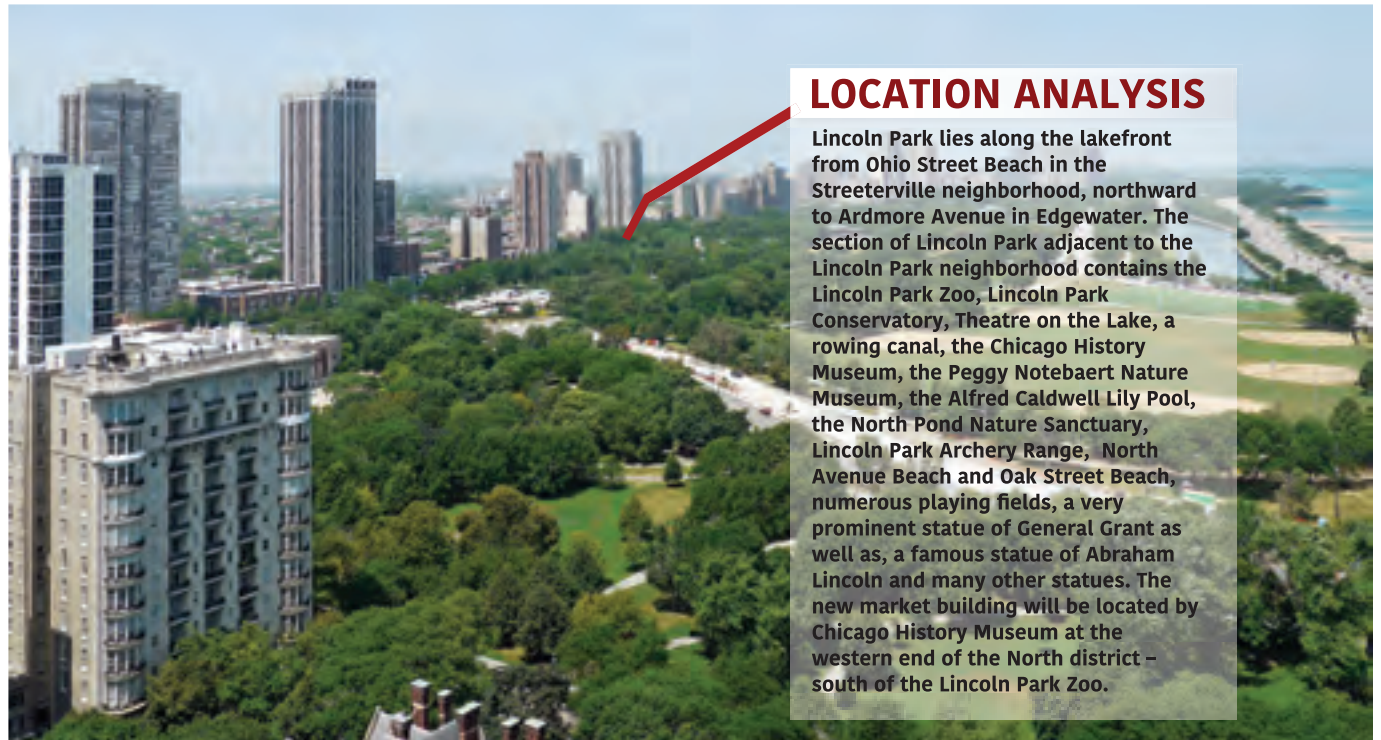 LOCATION ANALYSIS
Lincoln Park lies along the lakefront
from Ohio Street Beach in the
Streeterville neighborhood, northward
to Ardmore Avenue in Edgewater. The
section of Lincoln Park adjacent to the
Lincoln Park neighborhood contains the
Lincoln Park Zoo, Lincoln Park
Conservatory, Theatre on the Lake, a
rowing canal, the Chicago History
Museum, the Peggy Notebaert Nature
Museum, the Alfred Caldwell Lily Pool,
the North Pond Nature Sanctuary,
Lincoln Park Archery Range,  North
Avenue Beach and Oak Street Beach,
numerous playing fields, a very
prominent statue of General Grant as
well as, a famous statue of Abraham
Lincoln and many other statues. The
new market building will be located by
Chicago History Museum at the
western end of the North district –
south of the Lincoln Park Zoo.